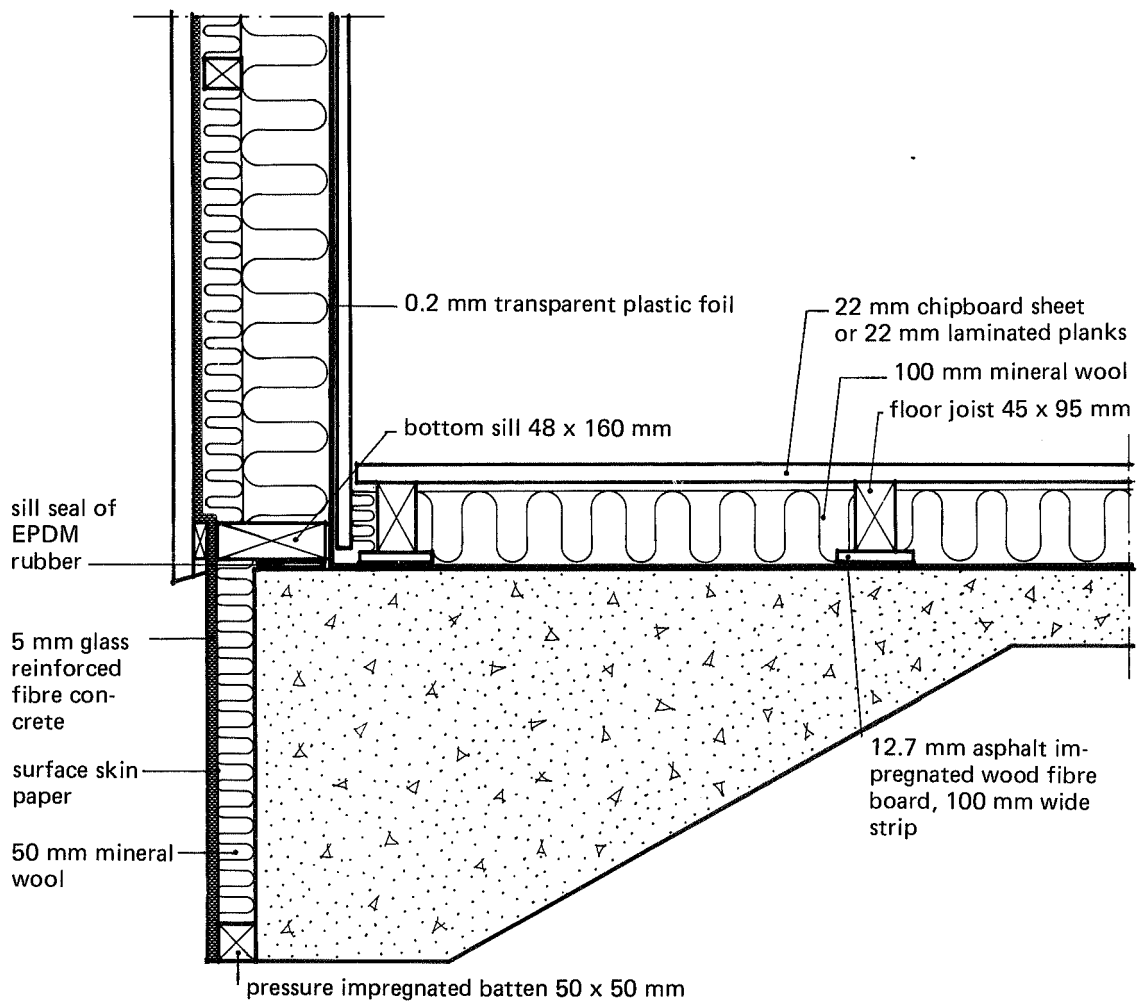 0.2 mm transparent plastic foil
22 mm chipboard sheet
or 22 mm laminated planks
100 mm mineral wool
floor joist 45 x 95 mm
bottom sill 48 x 160 mm
sill seal of
EPDM
rubber
5 mm glass
reinforced
fibre con-
crete
surface skin
paper
50 mm mineral
wool
12.7 mm asphalt im-
pregnated wood fibre
board, 100 mm wide
strip
pressure impregnated batten 50 x 50 mm